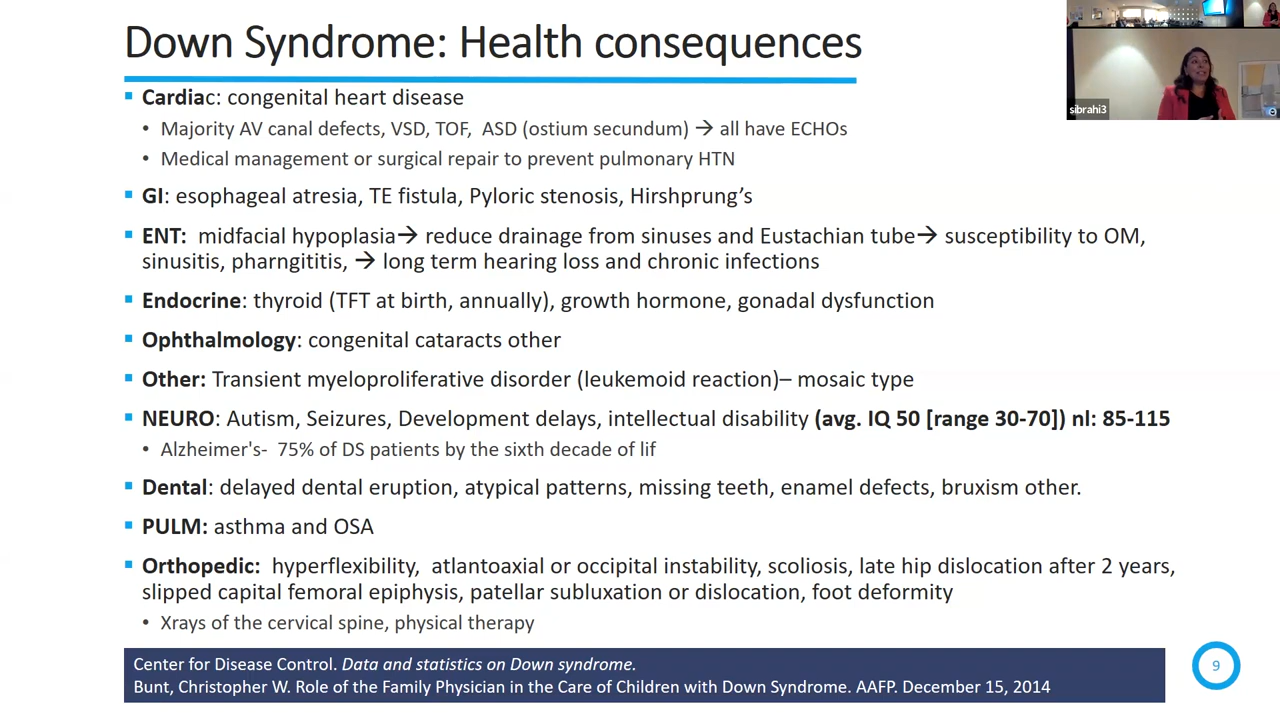 Down Syndrome: Health consequences
sibrahi3
▪ Cardiac: congenital heart disease
• Majority AV canal defects, VSD, TOF, ASD (ostium secundum) → all have ECHOs
• Medical management or surgical repair to prevent pulmonary HTN
▪ GI: esophageal atresia, TE fistula, Pyloric stenosis, Hirshprung’s
▪ ENT: midfacial hypoplasia→ reduce drainage from sinuses and Eustachian tube→ susceptibility to OM,
sinusitis, pharngititis, → long term hearing loss and chronic infections
▪ Endocrine: thyroid (TFT at birth, annually), growth hormone, gonadal dysfunction
▪ Ophthalmology: congenital cataracts other
▪ Other: Transient myeloproliferative disorder (leukemoid reaction)– mosaic type
▪ NEURO: Autism, Seizures, Development delays, intellectual disability (avg. IQ 50 [range 30-70]) nl: 85-115
• Alzheimer's- 75% of DS patients by the sixth decade of lif
▪ Dental: delayed dental eruption, atypical patterns, missing teeth, enamel defects, bruxism other.
▪ PULM: asthma and OSA
▪ Orthopedic: hyperflexibility, atlantoaxial or occipital instability, scoliosis, late hip dislocation after 2 years,
slipped capital femoral epiphysis, patellar subluxation or dislocation, foot deformity
• Xrays of the cervical spine, physical therapy
Center for Disease Control. Data and statistics on Down syndrome.
Bunt, Christopher W. Role of the Family Physician in the Care of Children with Down Syndrome. AAFP. December 15, 2014
9